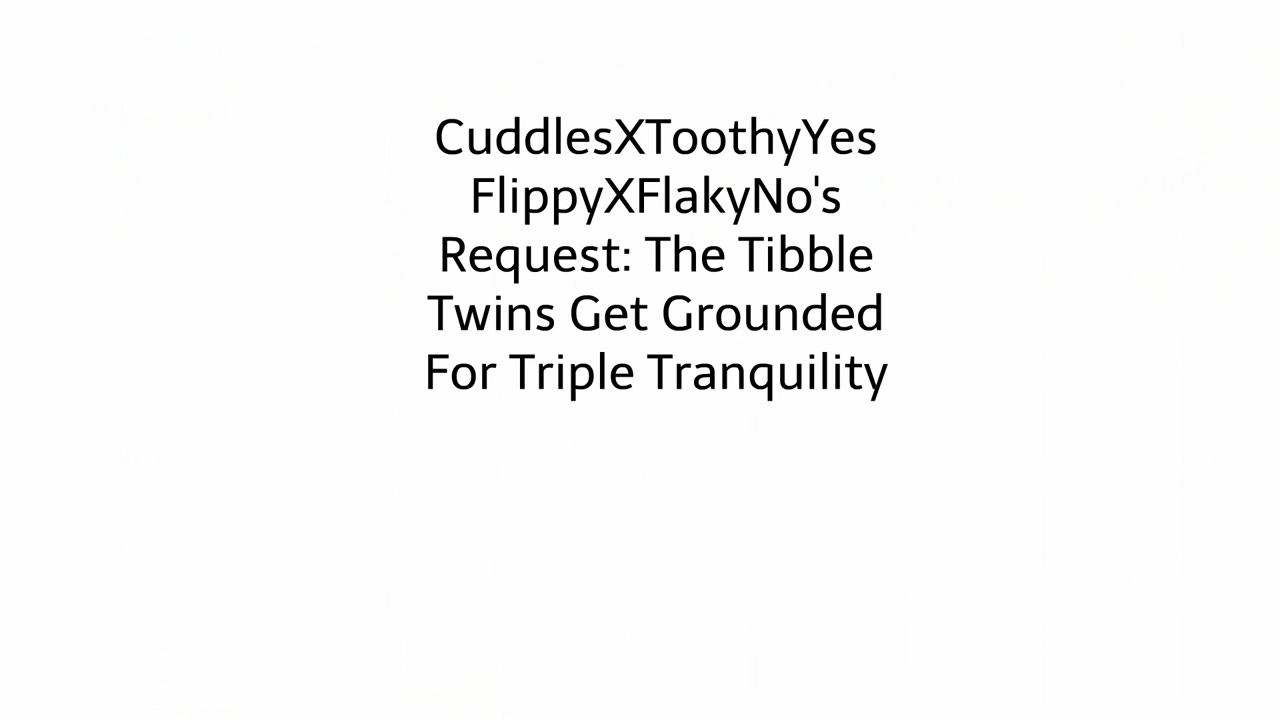 CuddlesXToothyYes
FlippyXFlakyNo's
Request: The Tibble
Twins Get Grounded
For Triple Tranquility